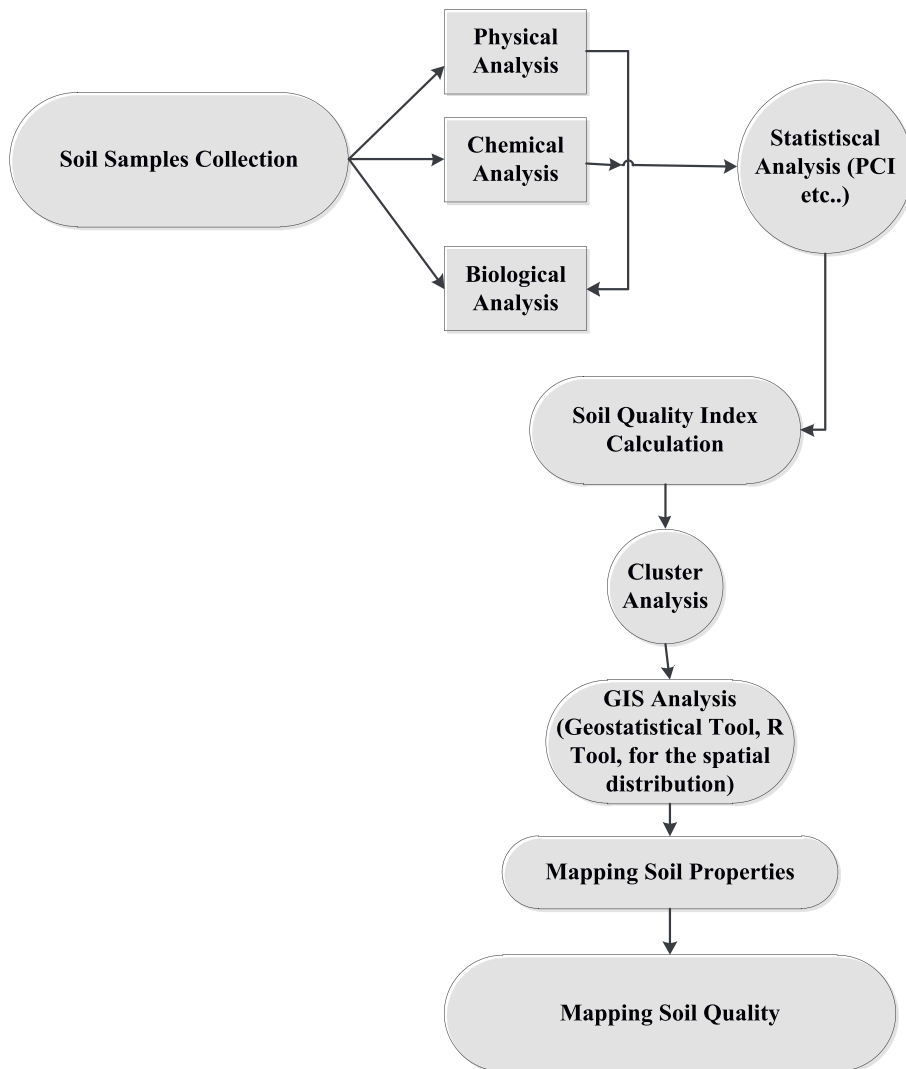 Physical
Analysis
Soil Samples Collection
Chemical
Analysis
Statistiscal
Analysis (PCI
etc..)
Biological
Analysis
Soil Quality Index
Calculation
Cluster
Analysis
GIS Analysis
(Geostatistical Tool, R
Tool, for the spatial
distribution)
Mapping Soil Properties
Mapping Soil Quality